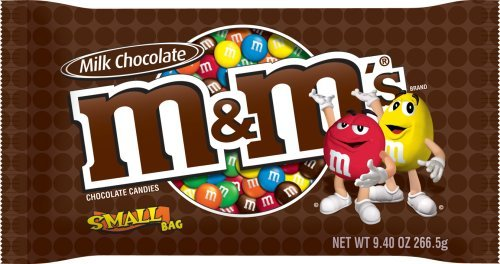 Milk Chocolate
m&m's®
BRAND
CHOCOLATE CANDIES
SMALL
BAG
NET WT 9.40 OZ 266.5g
m
m